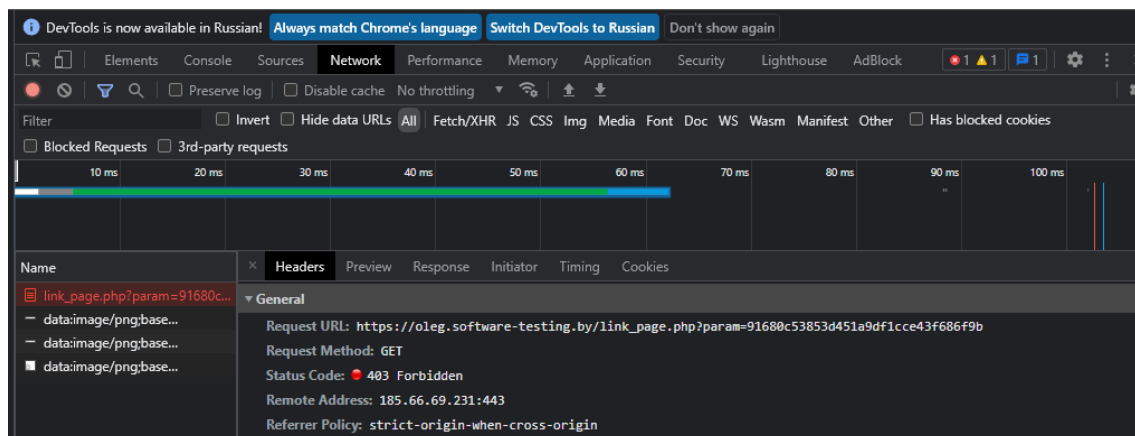 DevTools is now available in Russian! Always match Chrome's language Switch DevTools to Russian Don't show again
Elements Console Sources Network Performance Memory Application Security Lighthouse AdBlock 1 1 1
Preserve log Disable cache No throttling
Filter Invert Hide data URLs All Fetch/XHR JS CSS Img Media Font Doc WS Wasm Manifest Other Has blocked cookies
Blocked Requests 3rd-party requests
10 ms 20 ms 30 ms 40 ms 50 ms 60 ms 70 ms 80 ms 90 ms 100 ms
Name × Headers Preview Response Initiator Timing Cookies
link_page.php?param=91680c... General
data:image/png;base... Request URL: https://oleg.software-testing.by/link_page.php?param=91680c53853d451a9df1cce43f686f9b
data:image/png;base... Request Method: GET
data:image/png;base... Status Code: 403 Forbidden
Remote Address: 185.66.69.231:443
Referrer Policy: strict-origin-when-cross-origin